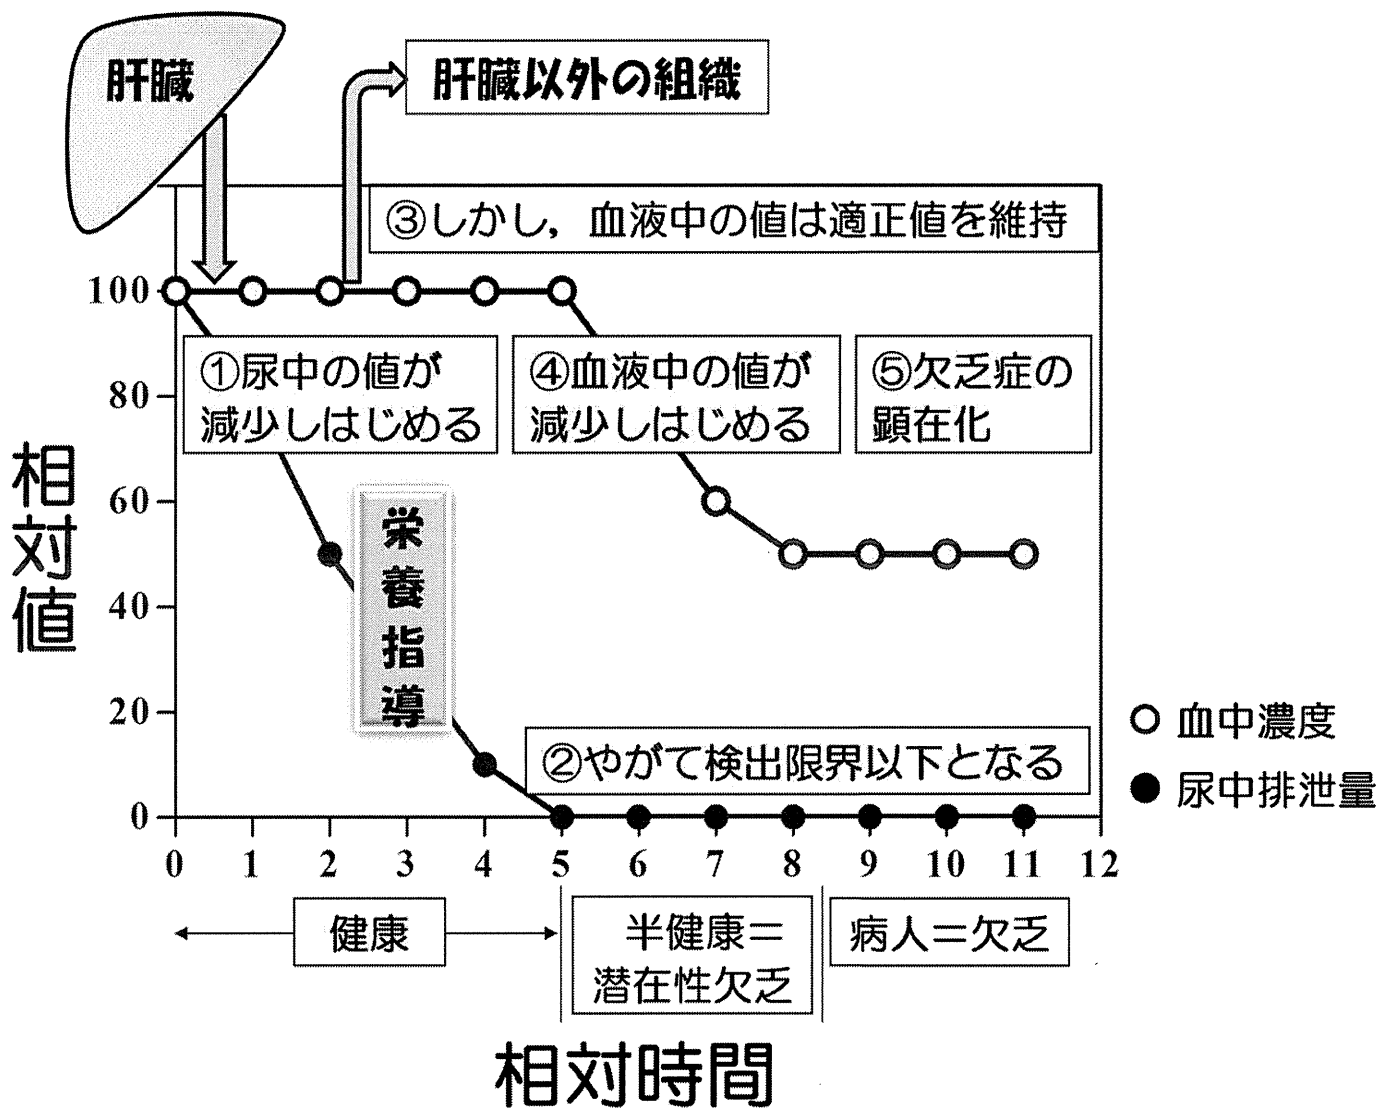 肝臓
肝臓以外の組織
③しかし，血液中の値は適正値を維持
①尿中の値が
減少しはじめる
④血液中の値が
減少しはじめる
⑤欠乏症の
顕在化
栄養指導
②やがて検出限界以下となる
相対値
100
80
60
40
20
0
0 1 2 3 4 5 6 7 8 9 10 11 12
血中濃度
尿中排泄量
健康
半健康＝
潜在性欠乏
病人＝欠乏
相対時間